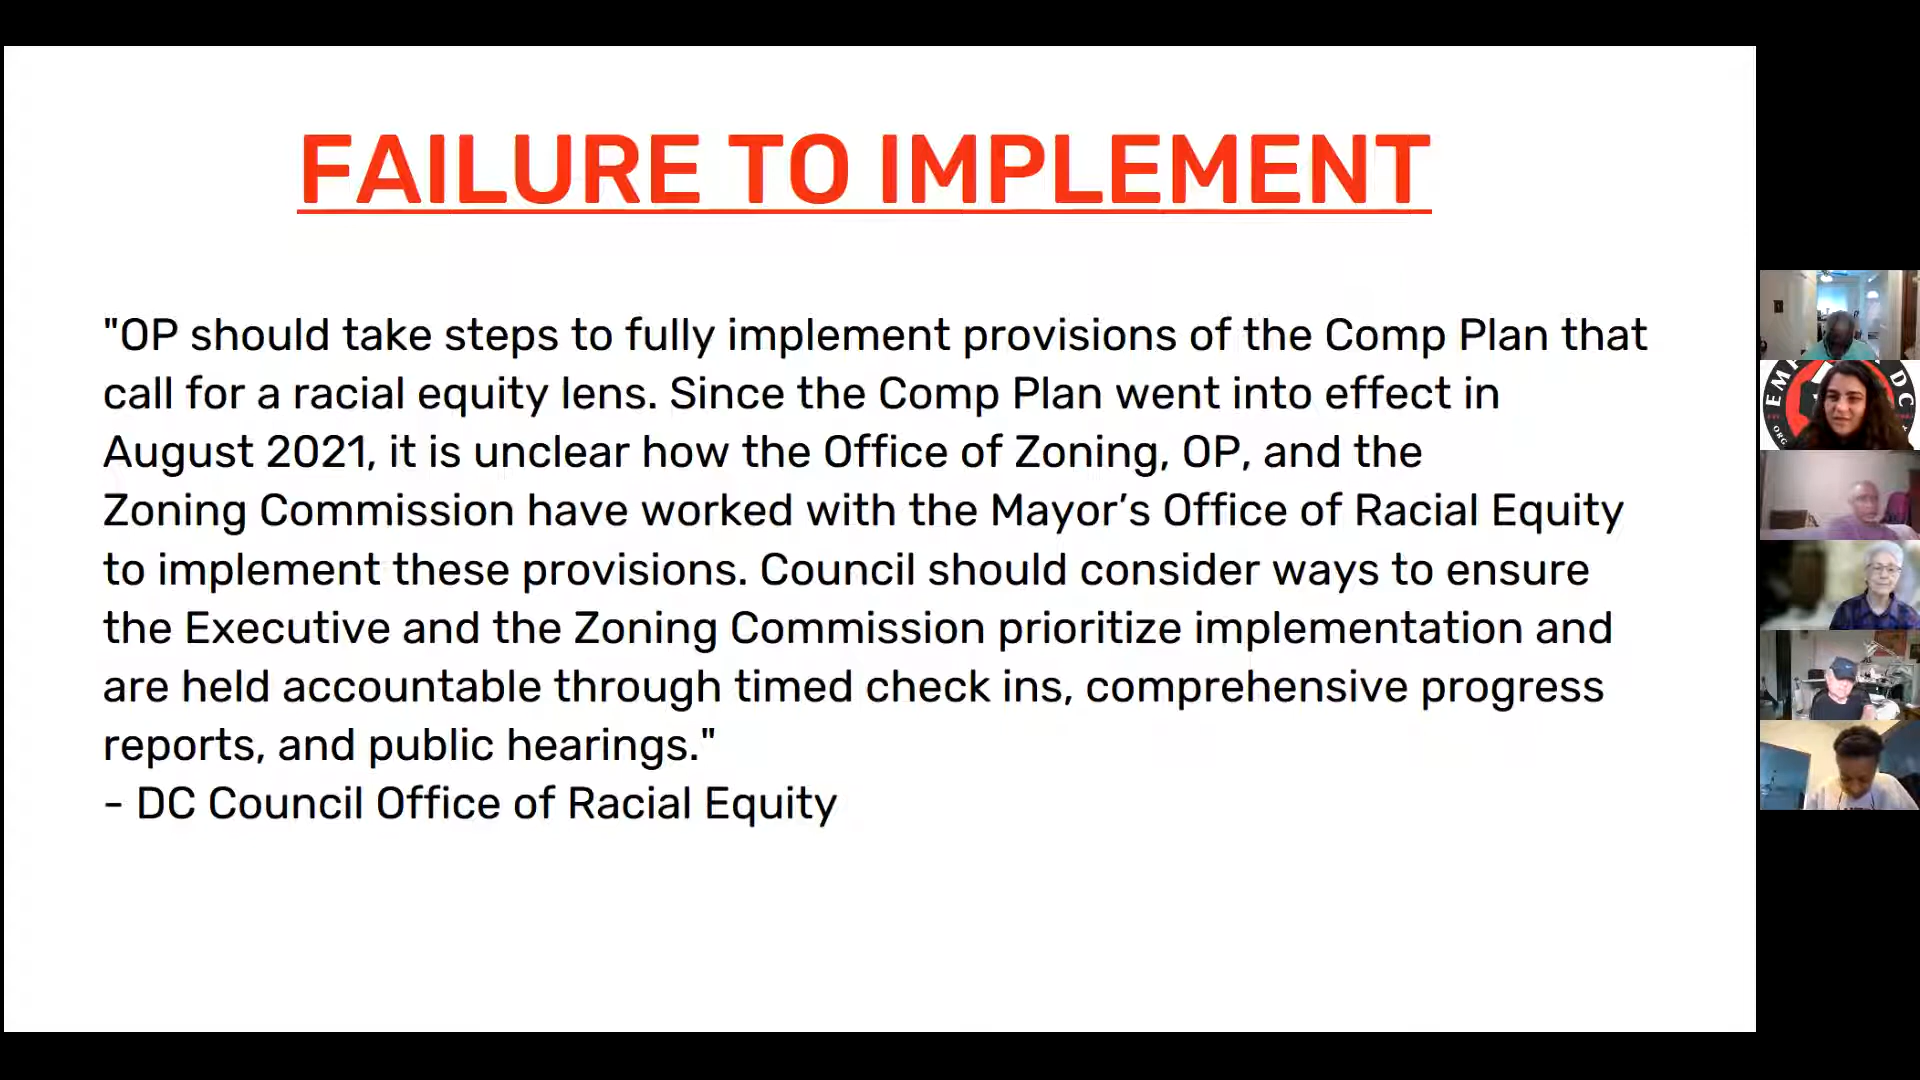 FAILURE TO IMPLEMENT
"OP should take steps to fully implement provisions of the Comp Plan that
call for a racial equity lens. Since the Comp Plan went into effect in
August 2021, it is unclear how the Office of Zoning, OP, and the
Zoning Commission have worked with the Mayor’s Office of Racial Equity
to implement these provisions. Council should consider ways to ensure
the Executive and the Zoning Commission prioritize implementation and
are held accountable through timed check ins, comprehensive progress
reports, and public hearings."
- DC Council Office of Racial Equity
EMP DC